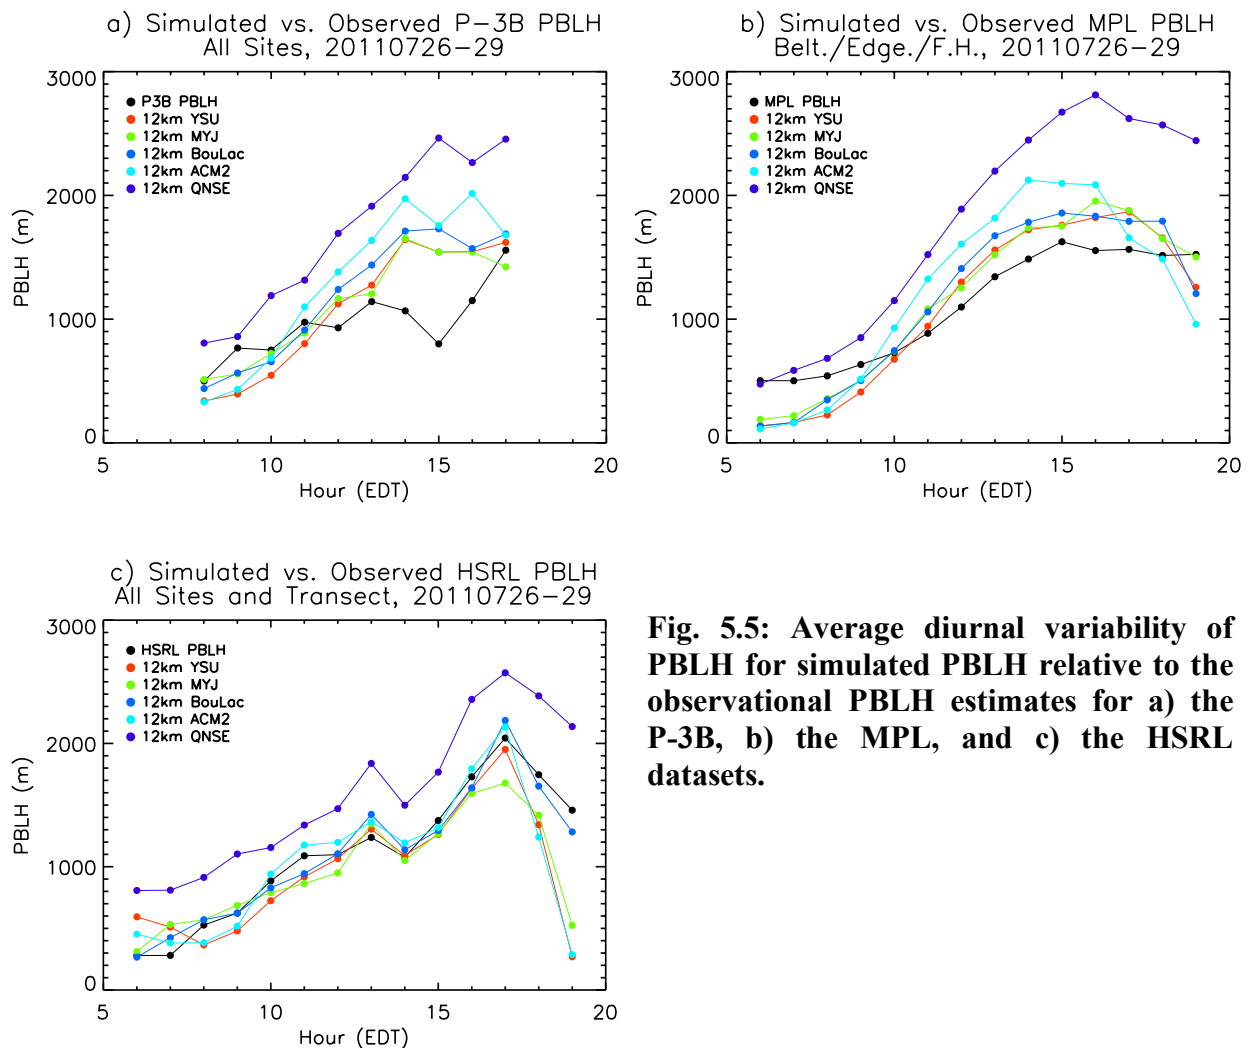 a) Simulated vs. Observed P-3B PBLH
All Sites, 20110726-29
3000
2000
1000
0
PBLH (m)
P3B PBLH
12km YSU
12km MYJ
12km BouLac
12km ACM2
12km QNSE
5
10
15
20
Hour (EDT)
b) Simulated vs. Observed MPL PBLH
Belt./Edge./F.H., 20110726-29
3000
2000
1000
0
PBLH (m)
MPL PBLH
12km YSU
12km MYJ
12km BouLac
12km ACM2
12km QNSE
5
10
15
20
Hour (EDT)
c) Simulated vs. Observed HSRL PBLH
All Sites and Transect, 20110726-29
3000
2000
1000
0
PBLH (m)
HSRL PBLH
12km YSU
12km MYJ
12km BouLac
12km ACM2
12km QNSE
5
10
15
20
Hour (EDT)
Fig. 5.5: Average diurnal variability of
PBLH for simulated PBLH relative to the
observational PBLH estimates for a) the
P-3B, b) the MPL, and c) the HSRL
datasets.